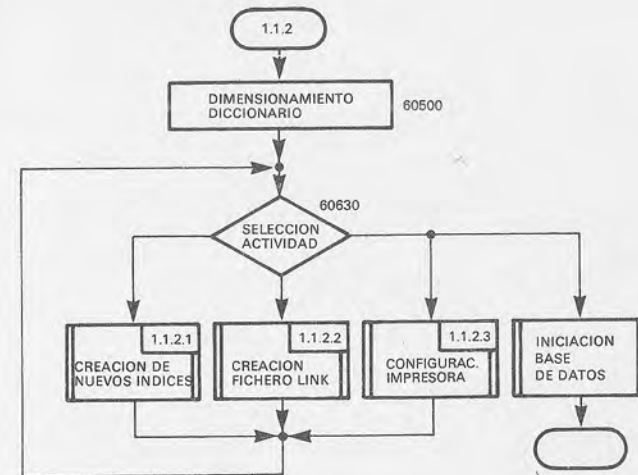 1.1.2
DIMENSIONAMIENTO
DICCIONARIO
60500
60630
SELECCION
ACTIVIDAD
1.1.2.1
CREACION DE
NUEVOS INDICES
1.1.2.2
CREACION
FICHERO LINK
1.1.2.3
CONFIGURAC.
IMPRESORA
INICIACION
BASE
DE DATOS